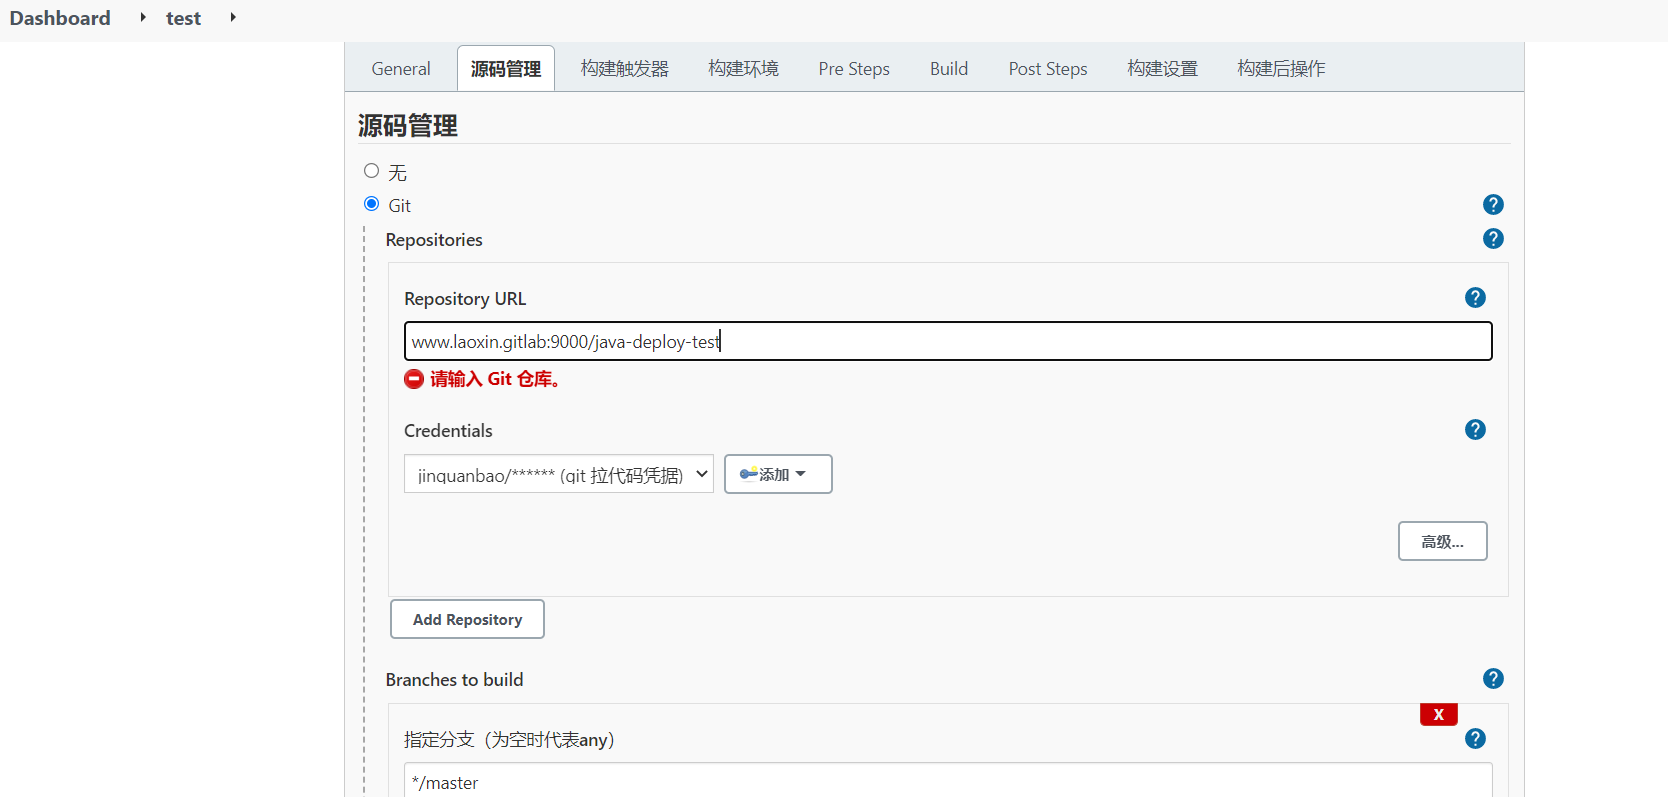 Dashboard test
General 源码管理 构建触发器 构建环境 Pre Steps Build Post Steps 构建设置 构建后操作
源码管理
无
Git
Repositories
Repository URL
www.laoxin.gitlab:9000/java-deploy-test
请输入 Git 仓库。
Credentials
jinquanbao/****** (git 拉代码凭据) 添加
高级...
Add Repository
Branches to build
X
指定分支（为空时代表any）
*/master